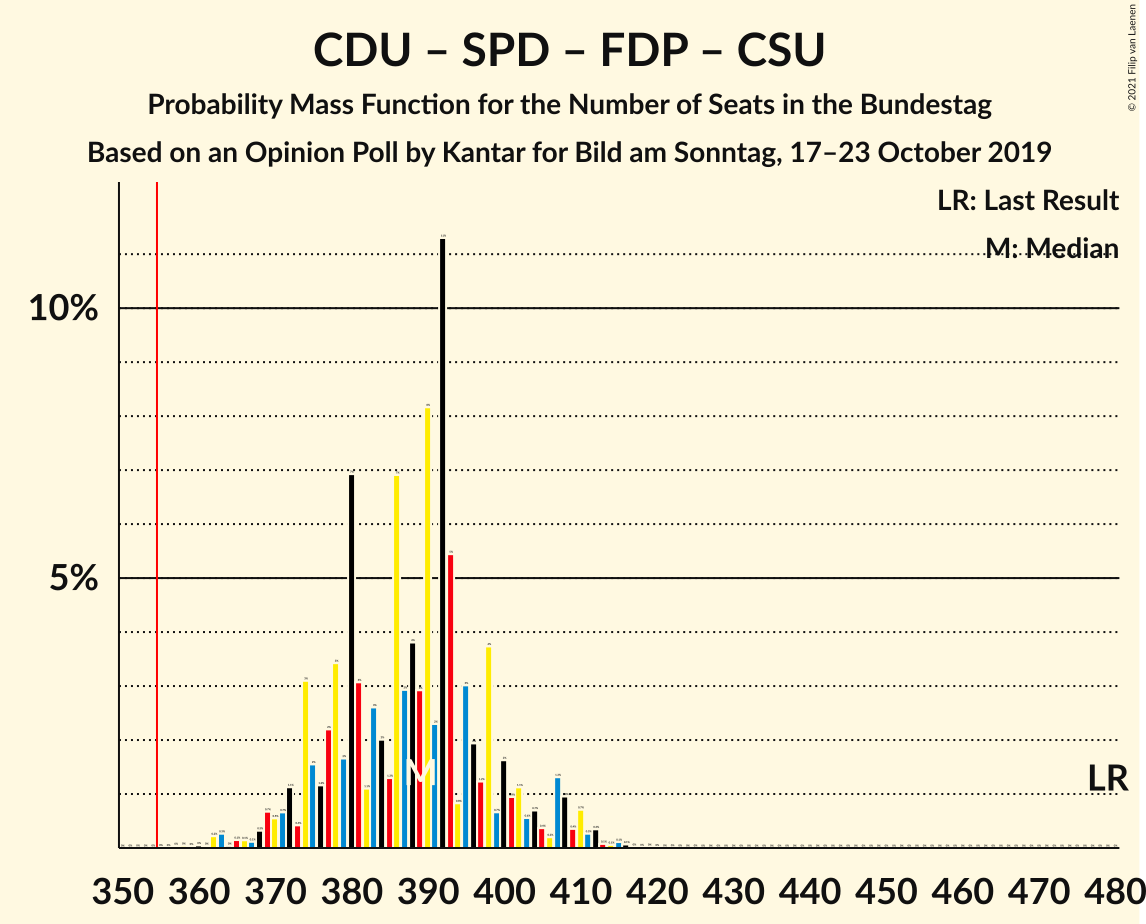 CDU – SPD – FDP – CSU
Probability Mass Function for the Number of Seats in the Bundestag
Based on an Opinion Poll by Kantar for Bild am Sonntag, 17–23 October 2019
© 2021 Filip van Laenen
LR: Last Result
M: Median
10%
5%
M
LR
350 360 370 380 390 400 410 420 430 440 450 460 470 480